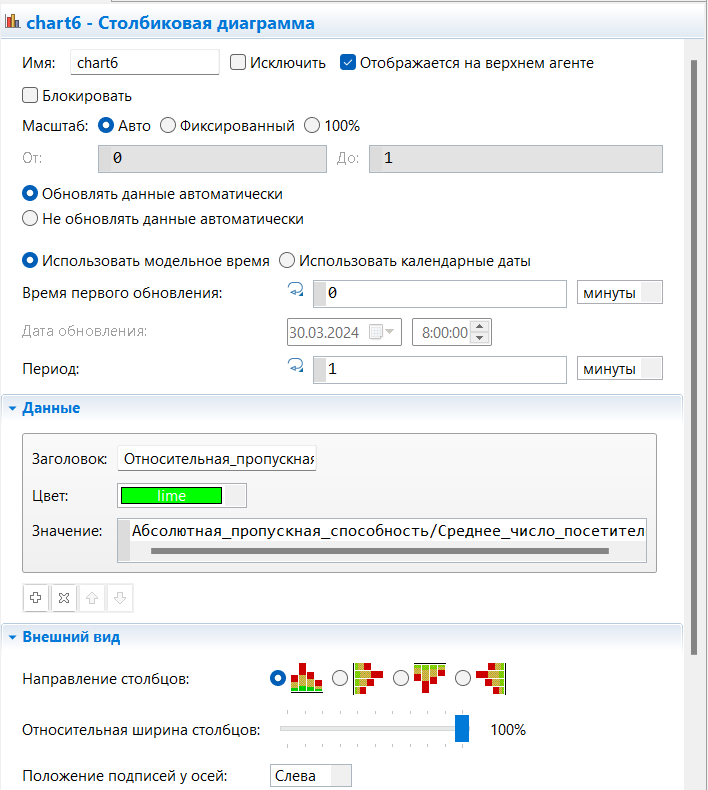 chart6 - Столбиковая диаграмма
Имя: chart6 Исключить Отображается на верхнем агенте
Блокировать
Масштаб: Авто Фиксированный 100%
От: 0 До: 1
Обновлять данные автоматически
Не обновлять данные автоматически
Использовать модельное время Использовать календарные даты
Время первого обновления: 0 минуты
Дата обновления: 30.03.2024 8:00:00
Период: 1 минуты
Данные
Заголовок: Относительная_пропускная
Цвет: lime
Значение: Абсолютная_пропускная_способность/Среднее_число_посетител
Внешний вид
Направление столбцов:
Относительная ширина столбцов: 100%
Положение подписей у осей: Слева